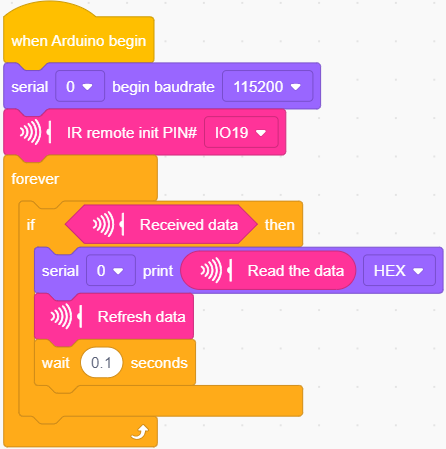 when Arduino begin
serial 0 begin baudrate 115200
IR remote init PIN# IO19
forever
if Received data then
serial 0 print Read the data HEX
Refresh data
wait 0.1 seconds